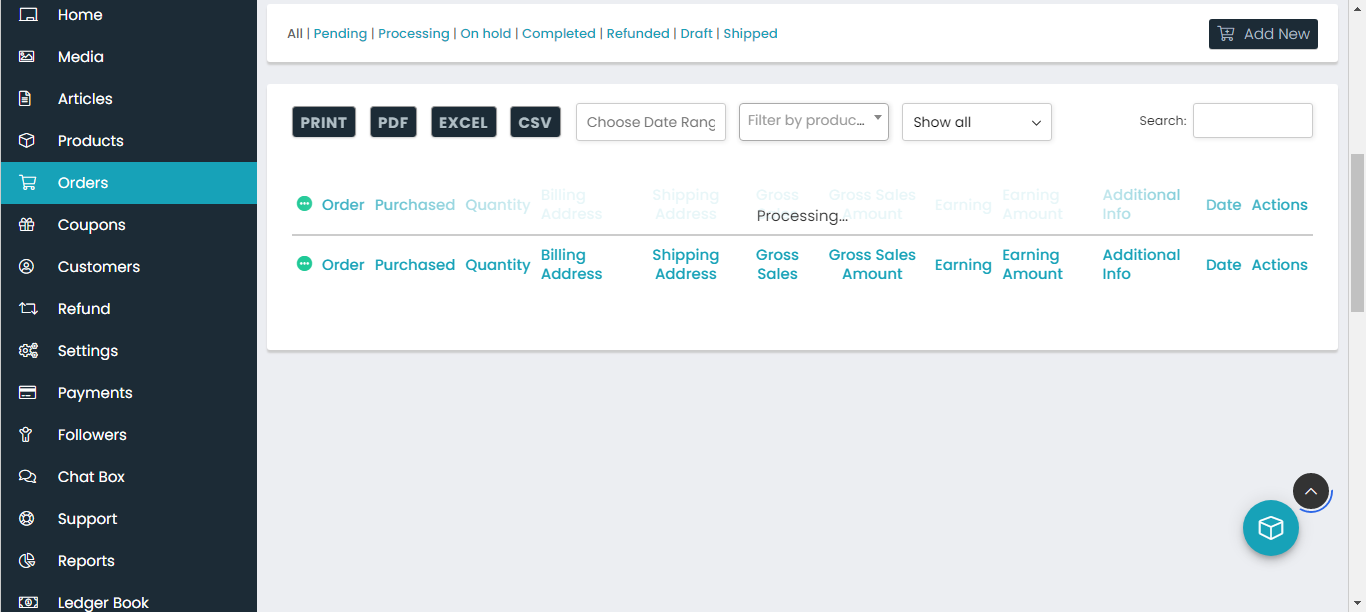 Home
Media
Articles
Products
Orders
Coupons
Customers
Refund
Settings
Payments
Followers
Chat Box
Support
Reports
Ledger Book
All | Pending | Processing | On hold | Completed | Refunded | Draft | Shipped
Add New
PRINT PDF EXCEL CSV Choose Date Rang Filter by produc... Show all Search:
Order Purchased Quantity Billing Address Shipping Address Gross Gross Sales Amount Earning Earning Amount Additional Info Date Actions
Processing...
Order Purchased Quantity Billing Address Shipping Address Gross Sales Gross Sales Amount Earning Earning Amount Additional Info Date Actions